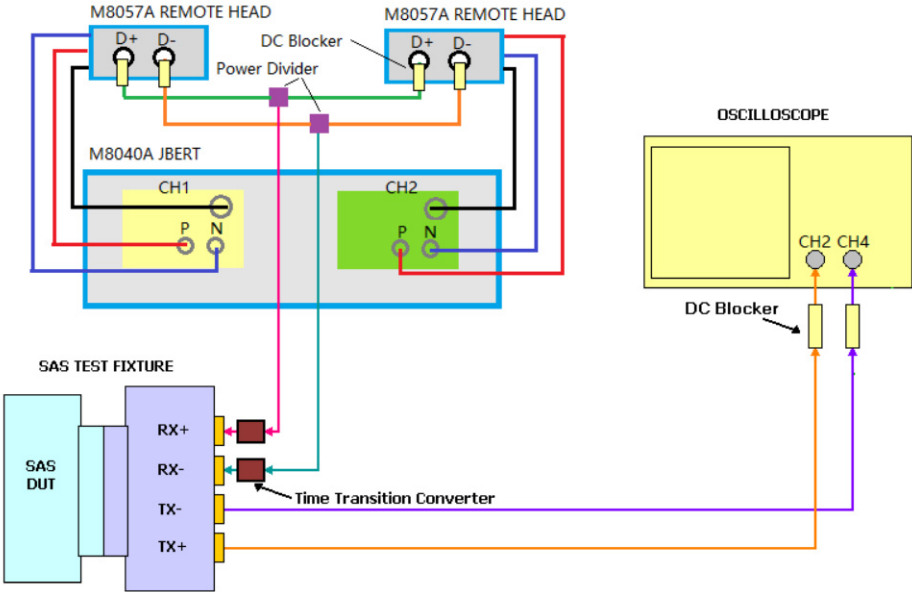 M8057A REMOTE HEAD
M8057A REMOTE HEAD
D+ D-
DC Blocker
D+ D-
Power Divider
OSCILLOSCOPE
M8040A JBERT
CH1
CH2
P N
P N
CH2 CH4
DC Blocker
SAS TEST FIXTURE
RX+
SAS
DUT
RX-
Time Transition Converter
TX-
TX+